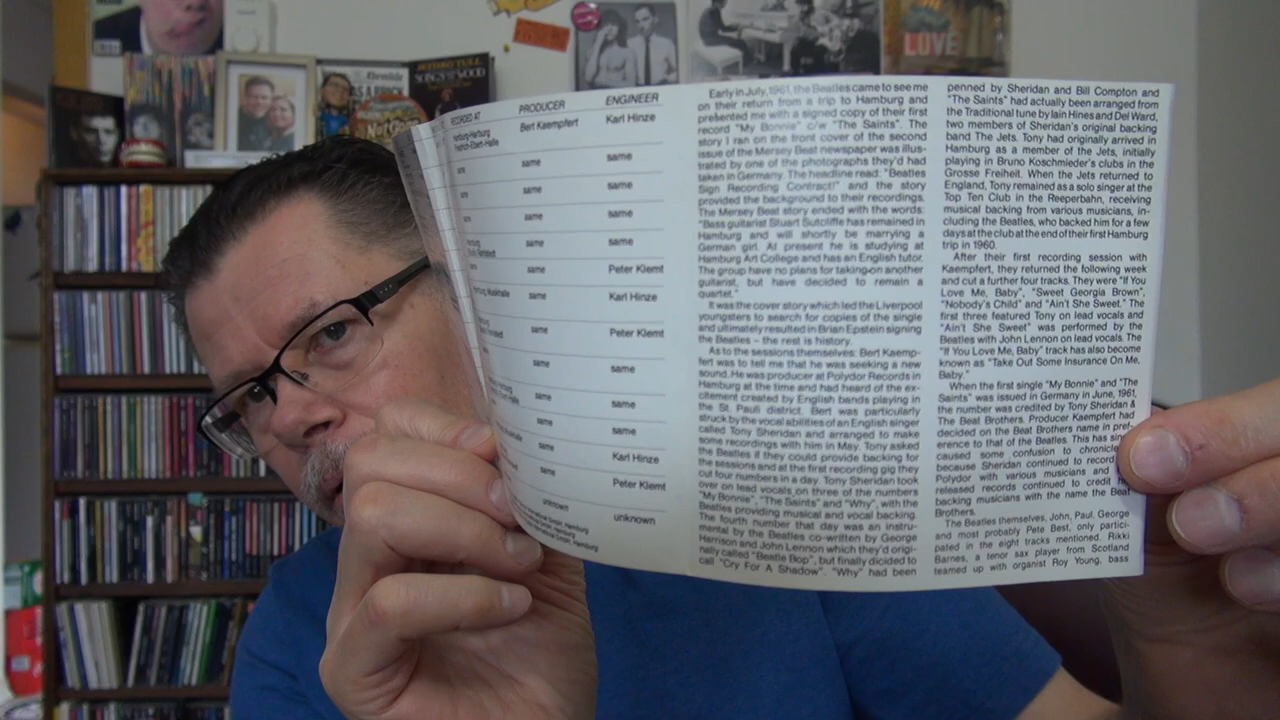 LOVE
JETHRO TULL
SONGS FROM THE WOOD
Chronicle
AS A BRICK
RECORDED AT PRODUCER ENGINEER
Harburg-Harburg Bert Kaempfert Karl Hinze
Friedrich-Ebert-Halle
same same
same same
same same
same same
same Peter Klemt
Hamburg, Musikhalle same Karl Hinze
same Peter Klemt
same same
same same
same same
same Karl Hinze
same Peter Klemt
unknown unknown
International GmbH, Hamburg
International GmbH, Hamburg
International GmbH, Hamburg
Early in July, 1961, the Beatles came to see me
on their return from a trip to Hamburg and
presented me with a signed copy of their first
record "My Bonnie" c/w "The Saints". The
story I ran on the front cover of the second
issue of the Mersey Beat newspaper was illus-
trated by one of the photographs they'd had
taken in Germany. The headline read: "Beatles
Sign Recording Contract!" and the story
provided the background to their recordings.
The Mersey Beat story ended with the words:
"Bass guitarist Stuart Sutcliffe has remained in
Hamburg and will shortly be marrying a
German girl. At present he is studying at
Hamburg Art College and has an English tutor.
The group have no plans for taking on another
guitarist, but have decided to remain a
quartet."
It was the cover story which led the Liverpool
youngsters to search for copies of the single
and ultimately resulted in Brian Epstein signing
the Beatles – the rest is history.
As to the sessions themselves: Bert Kaemp-
fert was to tell me that he was seeking a new
sound. He was producer at Polydor Records in
Hamburg at the time and had heard of the ex-
citement created by English bands playing in
the St. Pauli district. Bert was particularly
struck by the vocal abilities of an English singer
called Tony Sheridan and arranged to make
some recordings with him in May. Tony asked
the Beatles if they could provide backing for
the sessions and at the first recording gig they
cut four numbers in a day. Tony Sheridan took
over on lead vocals on three of the numbers
"My Bonnie", "The Saints" and "Why", with the
Beatles providing musical and vocal backing.
The fourth number that day was an instru-
mental by the Beatles co-written by George
Harrison and John Lennon which they'd origi-
nally called "Beatle Bop", but finally decided to
call "Cry For A Shadow". "Why" had been
penned by Sheridan and Bill Compton and
"The Saints" had actually been arranged from
the Traditional tune by Iain Hines and Del Ward,
two members of Sheridan's original backing
band The Jets. Tony had originally arrived in
Hamburg as a member of the Jets, initially
playing in Bruno Koschmieder's clubs in the
Grosse Freiheit. When the Jets returned to
England, Tony remained as a solo singer at the
Top Ten Club in the Reeperbahn, receiving
musical backing from various musicians, in-
cluding the Beatles, who backed him for a few
days at the club at the end of their first Hamburg
trip in 1960.
After their first recording session with
Kaempfert, they returned the following week
and cut a further four tracks. They were "If You
Love Me, Baby", "Sweet Georgia Brown",
"Nobody's Child" and "Ain't She Sweet." The
first three featured Tony on lead vocals and
"Ain't She Sweet" was performed by the
Beatles with John Lennon on lead vocals. The
"If You Love Me, Baby" track has also become
known as "Take Out Some Insurance On Me,
Baby."
When the first single "My Bonnie" and "The
Saints" was issued in Germany in June, 1961,
the number was credited by Tony Sheridan &
The Beat Brothers. Producer Kaempfert had
decided on the Beat Brothers name in pref-
erence to that of the Beatles. This has sin
caused some confusion to chronicle
because Sheridan continued to record
Polydor with various musicians and
released records continued to credit
backing musicians with the name the Beat
Brothers.
The Beatles themselves, John, Paul, George
and most probably Pete Best, only partici-
pated in the eight tracks mentioned. Rikki
Barnes, a tenor sax player from Scotland
teamed up with organist Roy Young, bass